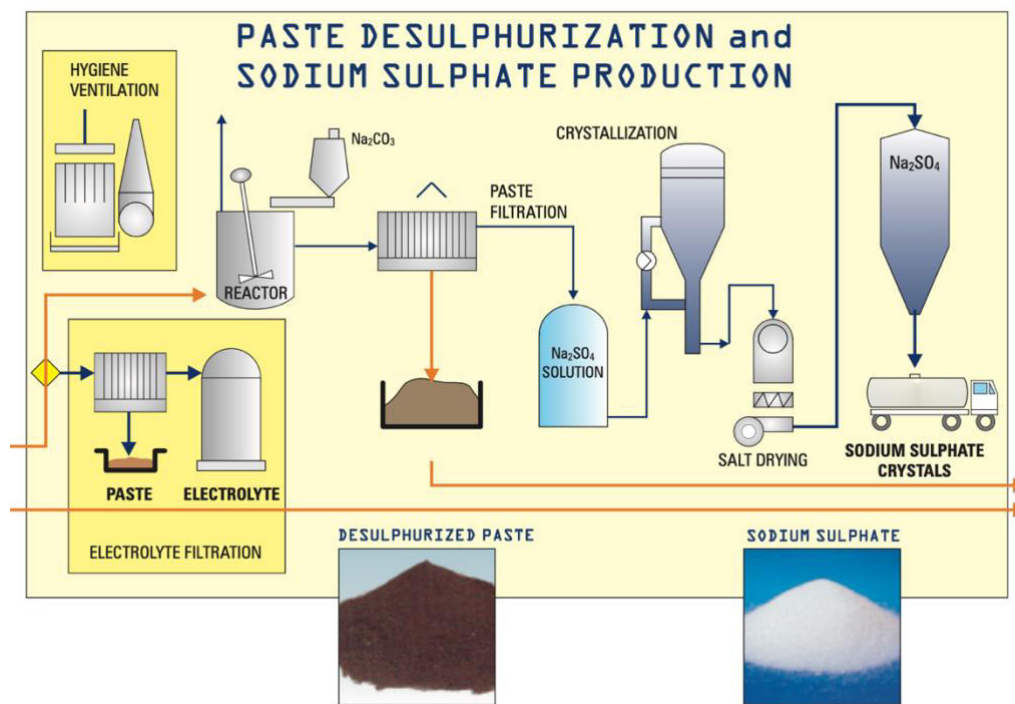 PASTE DESULPHURIZATION and
SODIUM SULPHATE PRODUCTION
HYGIENE
VENTILATION
Na₂CO₃
REACTOR
PASTE
FILTRATION
CRYSTALLIZATION
Na₂SO₄
Na₂SO₄
SOLUTION
SALT DRYING
SODIUM SULPHATE
CRYSTALS
PASTE
ELECTROLYTE
ELECTROLYTE FILTRATION
DESULPHURIZED PASTE
SODIUM SULPHATE